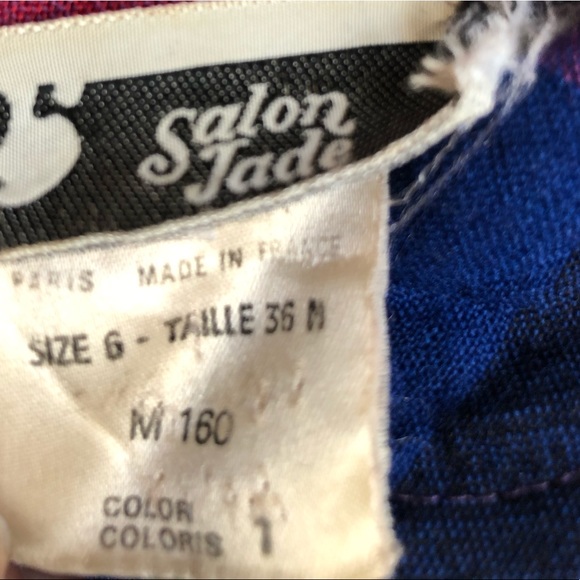 Salon
Jade
PARIS MADE IN FRANCE
SIZE 6 - TAILLE 36 N
M 160
COLOR
COLORIS 1